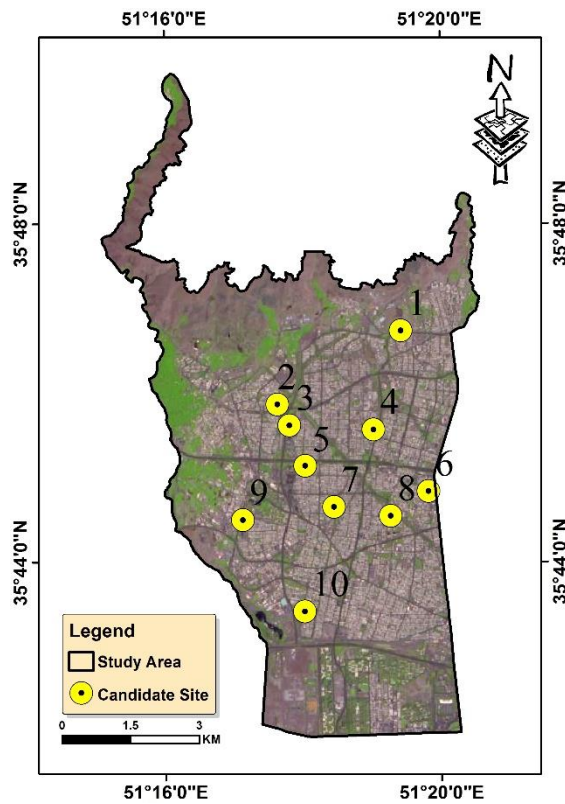 51°16'0"E 51°20'0"E
N
35°48'0"N 35°48'0"N
1
2
3
4
5
6
7
8
9
35°44'0"N 35°44'0"N
10
Legend
Study Area
Candidate Site
0 1.5 3
KM
51°16'0"E 51°20'0"E